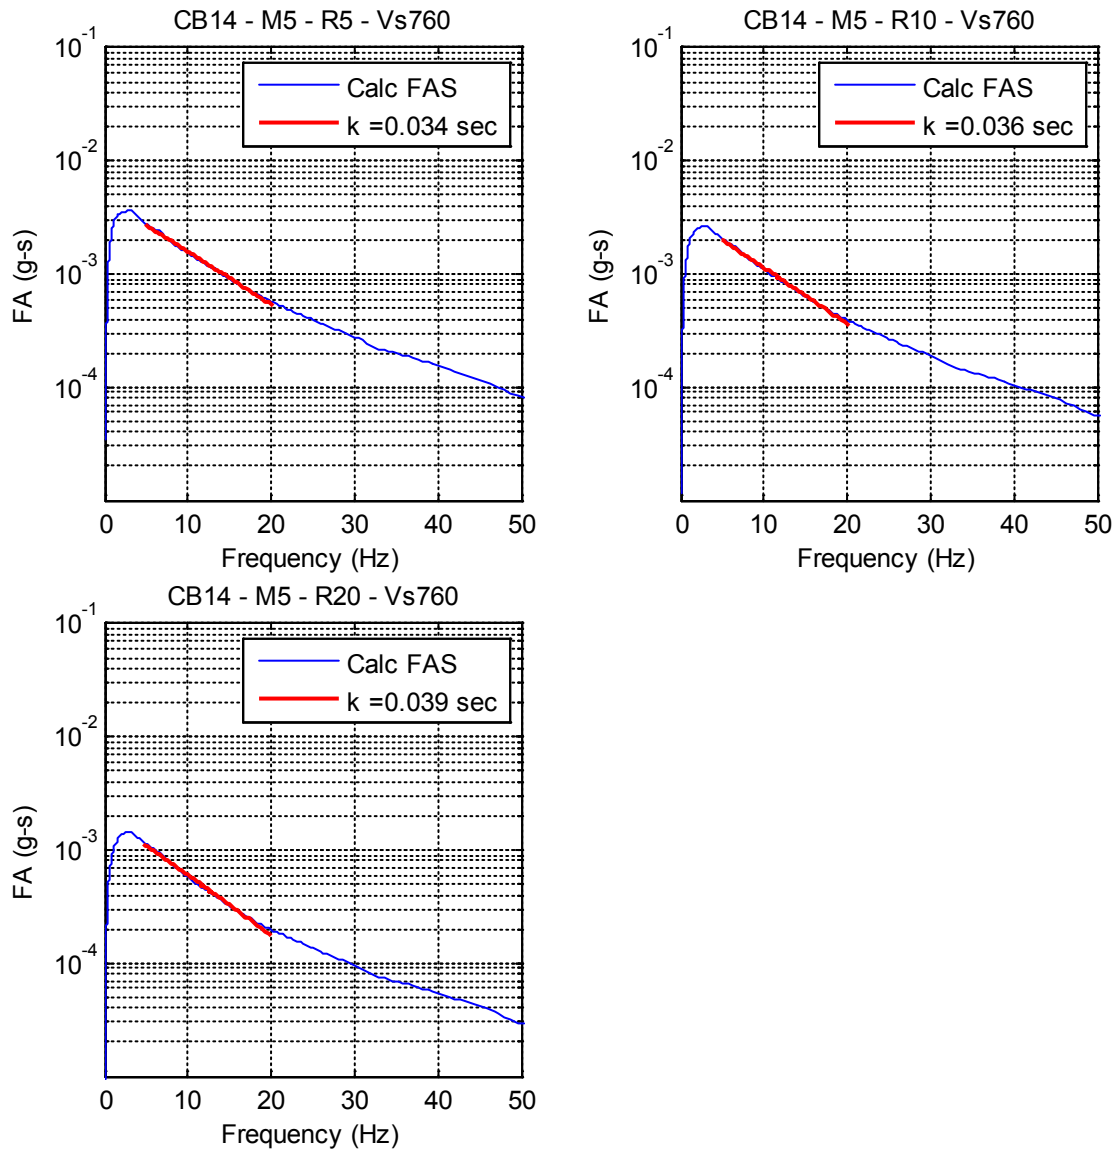 CB14 - M5 - R5 - Vs760
10^-1
10^-2
10^-3
10^-4
FA (g-s)
Calc FAS
k =0.034 sec
0 10 20 30 40 50
Frequency (Hz)
CB14 - M5 - R10 - Vs760
10^-1
10^-2
10^-3
10^-4
FA (g-s)
Calc FAS
k =0.036 sec
0 10 20 30 40 50
Frequency (Hz)
CB14 - M5 - R20 - Vs760
10^-1
10^-2
10^-3
10^-4
FA (g-s)
Calc FAS
k =0.039 sec
0 10 20 30 40 50
Frequency (Hz)